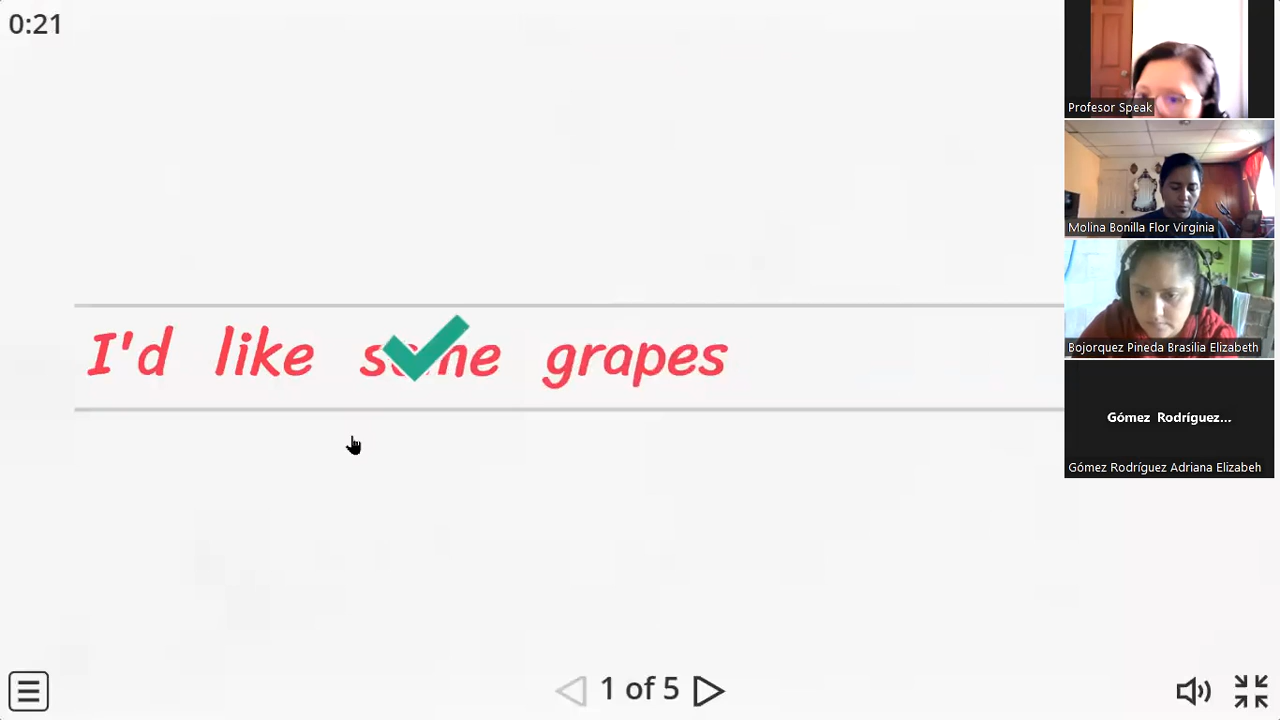 0:21
I'd like some grapes
1 of 5
Profesor Speak
Molina Bonilla Flor Virginia
Bojorquez Pineda Brasilia Elizabeth
Gómez Rodríguez...
Gómez Rodríguez Adriana Elizabeh